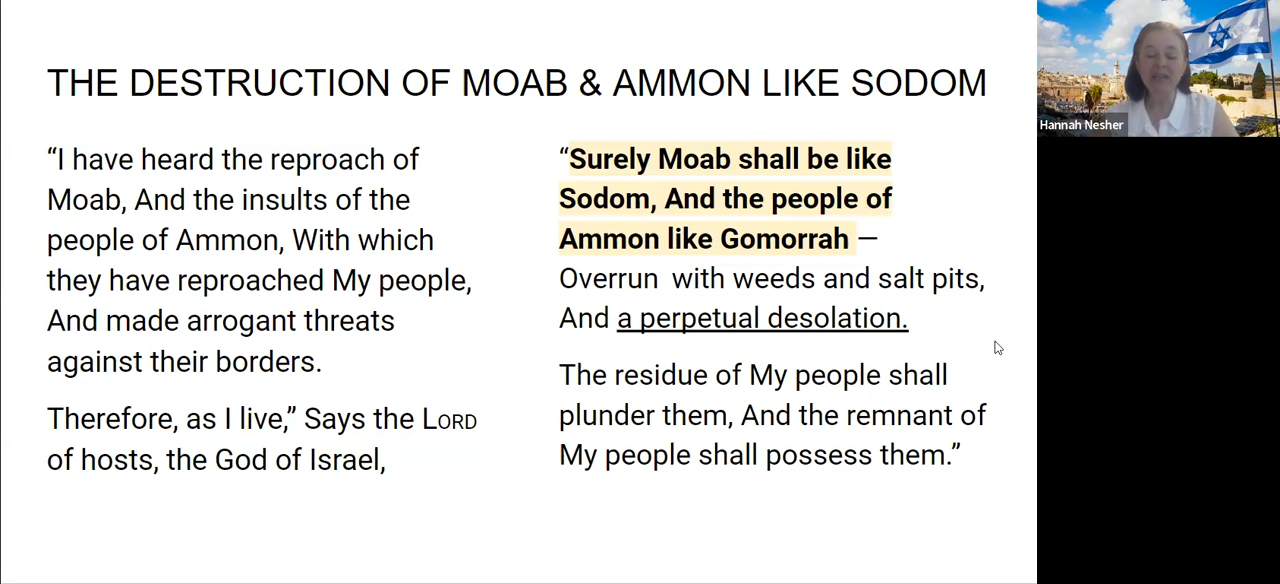 THE DESTRUCTION OF MOAB & AMMON LIKE SODOM
“I have heard the reproach of
Moab, And the insults of the
people of Ammon, With which
they have reproached My people,
And made arrogant threats
against their borders.
Therefore, as I live,” Says the LORD
of hosts, the God of Israel,
“Surely Moab shall be like
Sodom, And the people of
Ammon like Gomorrah —
Overrun with weeds and salt pits,
And a perpetual desolation.
The residue of My people shall
plunder them, And the remnant of
My people shall possess them.”
Hannah Nesher